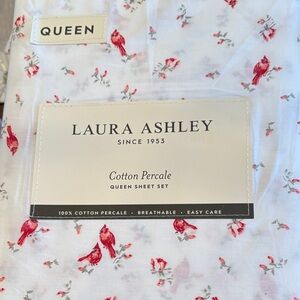 QUEEN
LAURA ASHLEY
SINCE 1953
Cotton Percale
QUEEN SHEET SET
100% COTTON PERCALE • BREATHABLE • EASY CARE